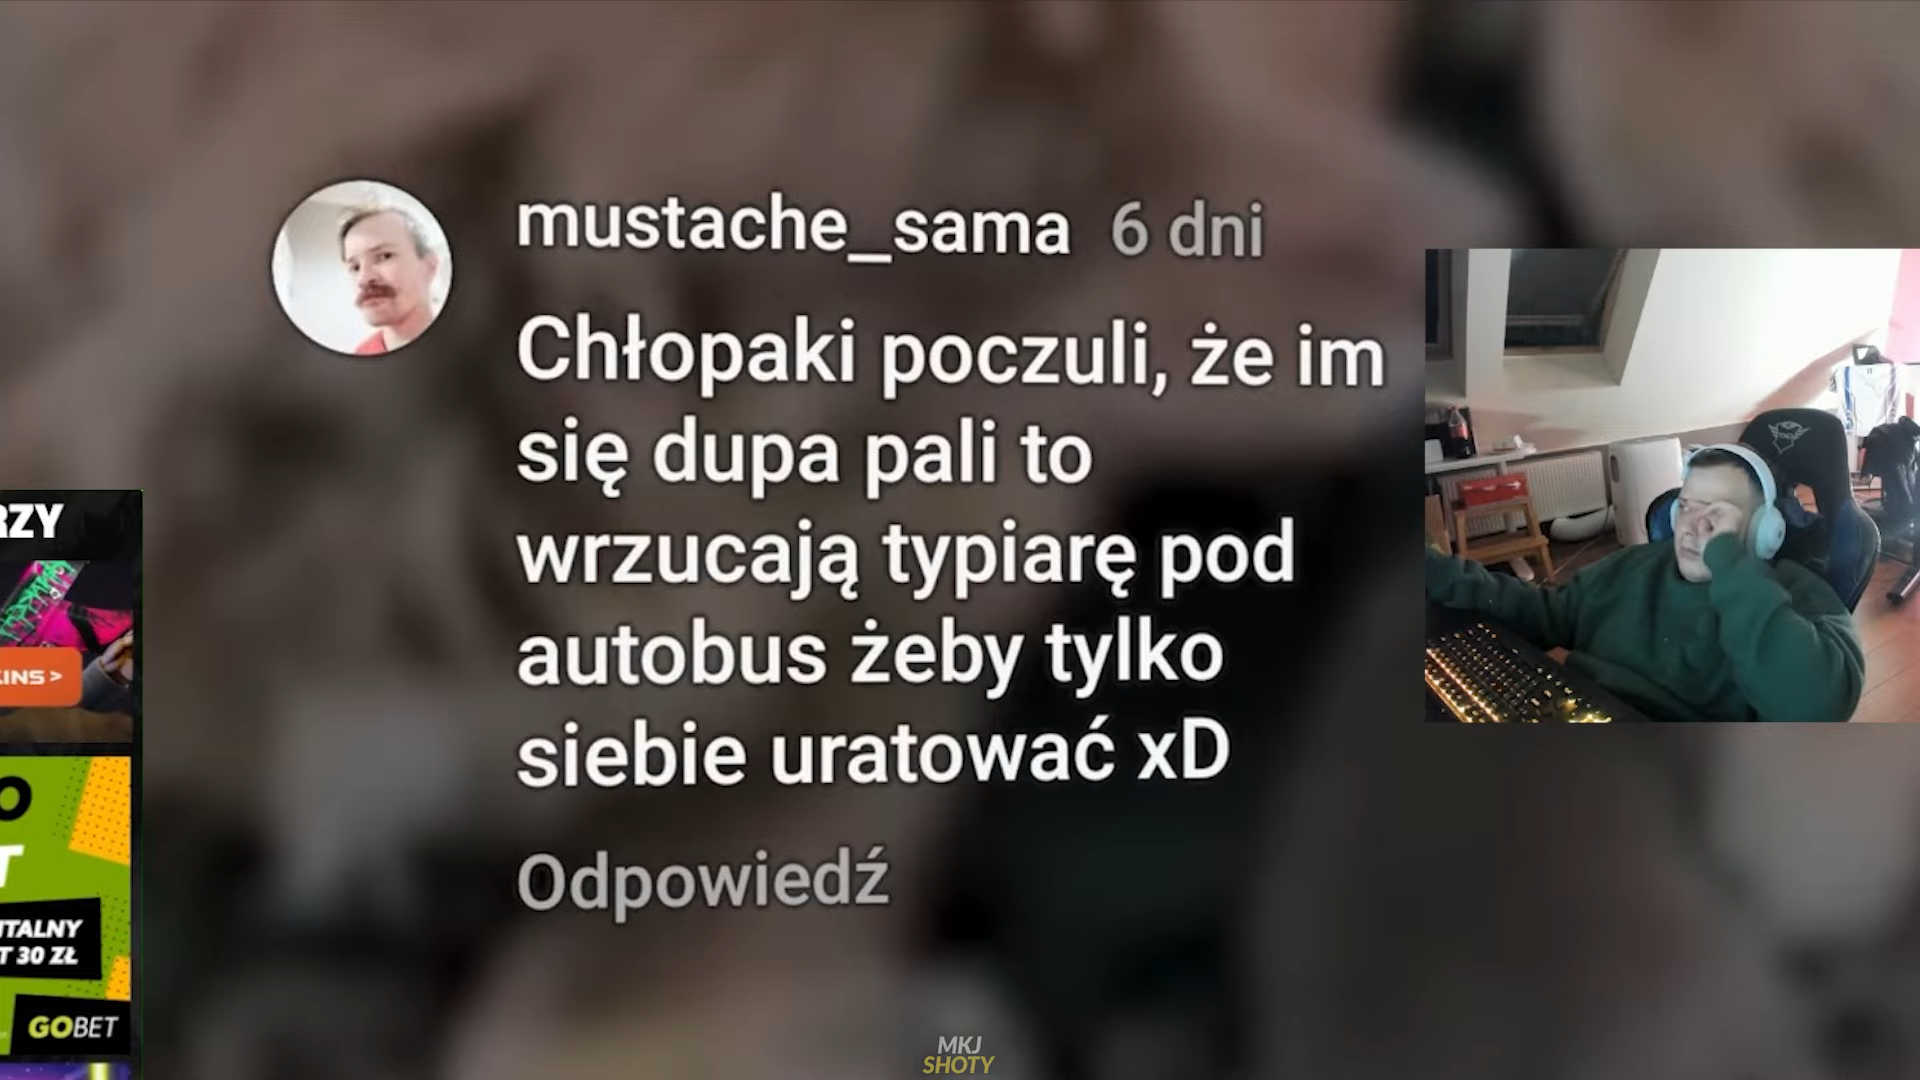 mustache_sama 6 dni
Chłopaki poczuli, że im
się dupa pali to
wrzucają typiarę pod
autobus żeby tylko
siebie uratować xD
Odpowiedź
RZY
KINS >
O
T
UTALNY
T 30 ZŁ
GOBET
MKJ
SHOTY